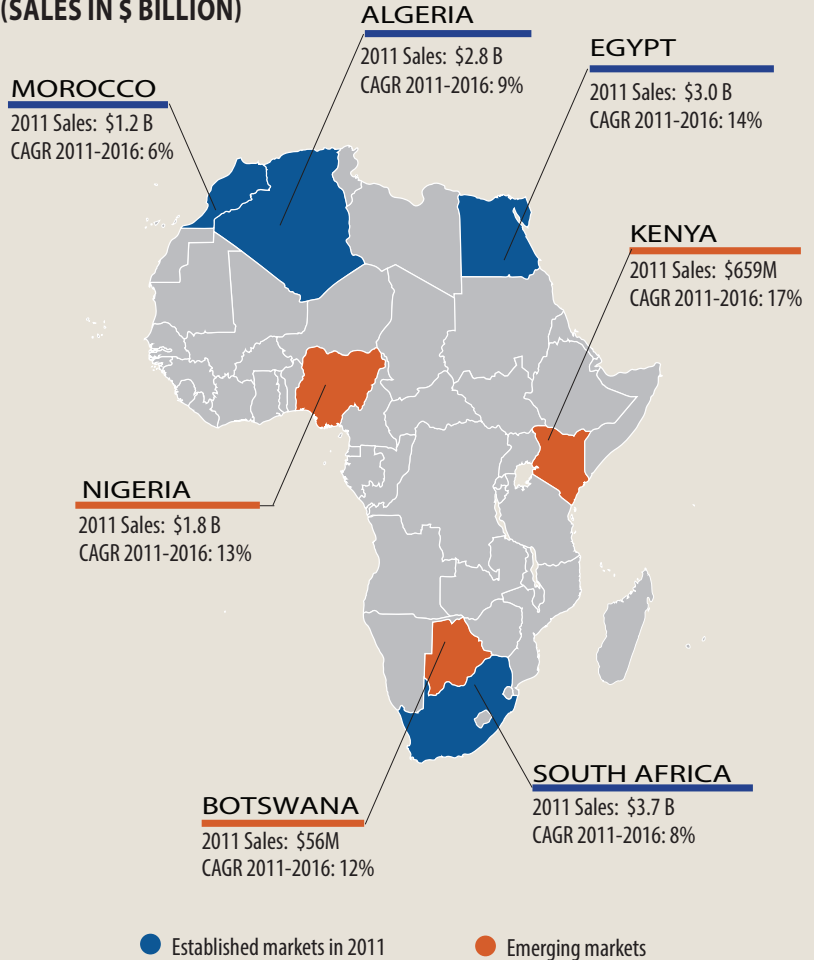 (SALES IN $ BILLION)
ALGERIA
2011 Sales: $2.8 B
CAGR 2011-2016: 9%
EGYPT
2011 Sales: $3.0 B
CAGR 2011-2016: 14%
MOROCCO
2011 Sales: $1.2 B
CAGR 2011-2016: 6%
KENYA
2011 Sales: $659M
CAGR 2011-2016: 17%
NIGERIA
2011 Sales: $1.8 B
CAGR 2011-2016: 13%
SOUTH AFRICA
2011 Sales: $3.7 B
CAGR 2011-2016: 8%
BOTSWANA
2011 Sales: $56M
CAGR 2011-2016: 12%
Established markets in 2011
Emerging markets